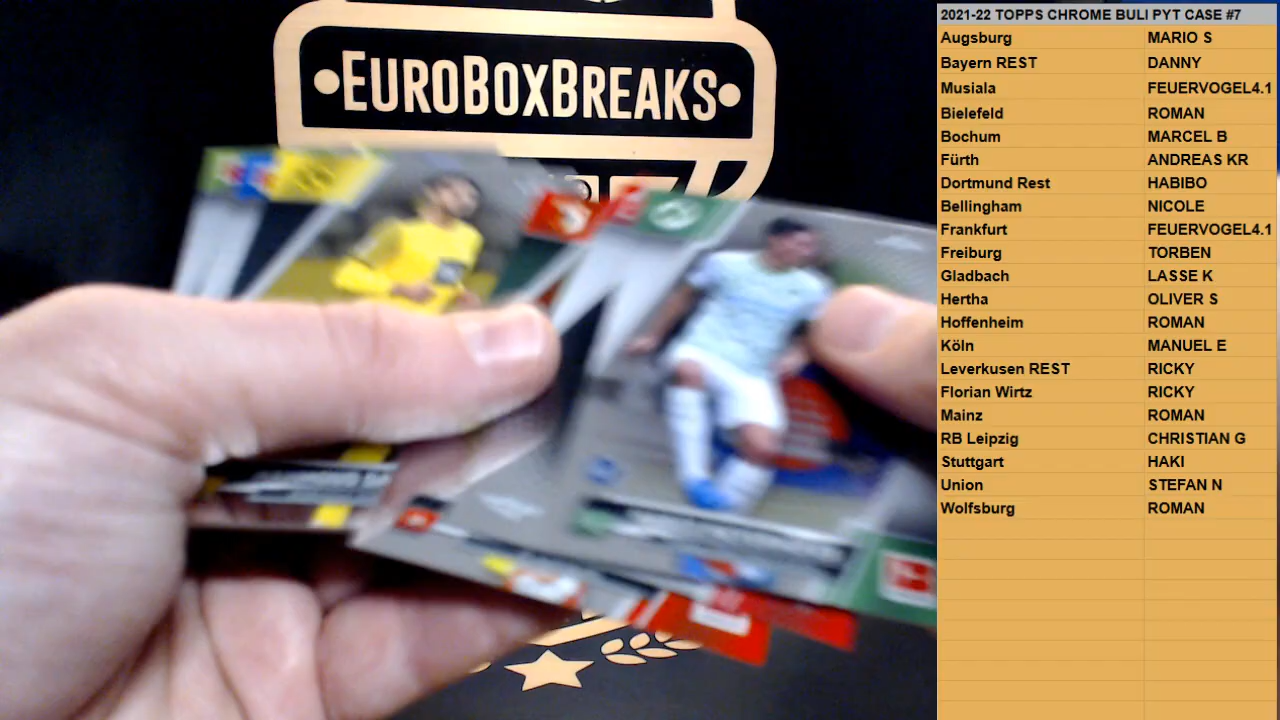 EUROBOXBREAKS
2021-22 TOPPS CHROME BULI PYT CASE #7
Augsburg MARIO S
Bayern REST DANNY
Musiala FEUERVOGEL4.1
Bielefeld ROMAN
Bochum MARCEL B
Fürth ANDREAS KR
Dortmund Rest HABIBO
Bellingham NICOLE
Frankfurt FEUERVOGEL4.1
Freiburg TORBEN
Gladbach LASSE K
Hertha OLIVER S
Hoffenheim ROMAN
Köln MANUEL E
Leverkusen REST RICKY
Florian Wirtz RICKY
Mainz ROMAN
RB Leipzig CHRISTIAN G
Stuttgart HAKI
Union STEFAN N
Wolfsburg ROMAN